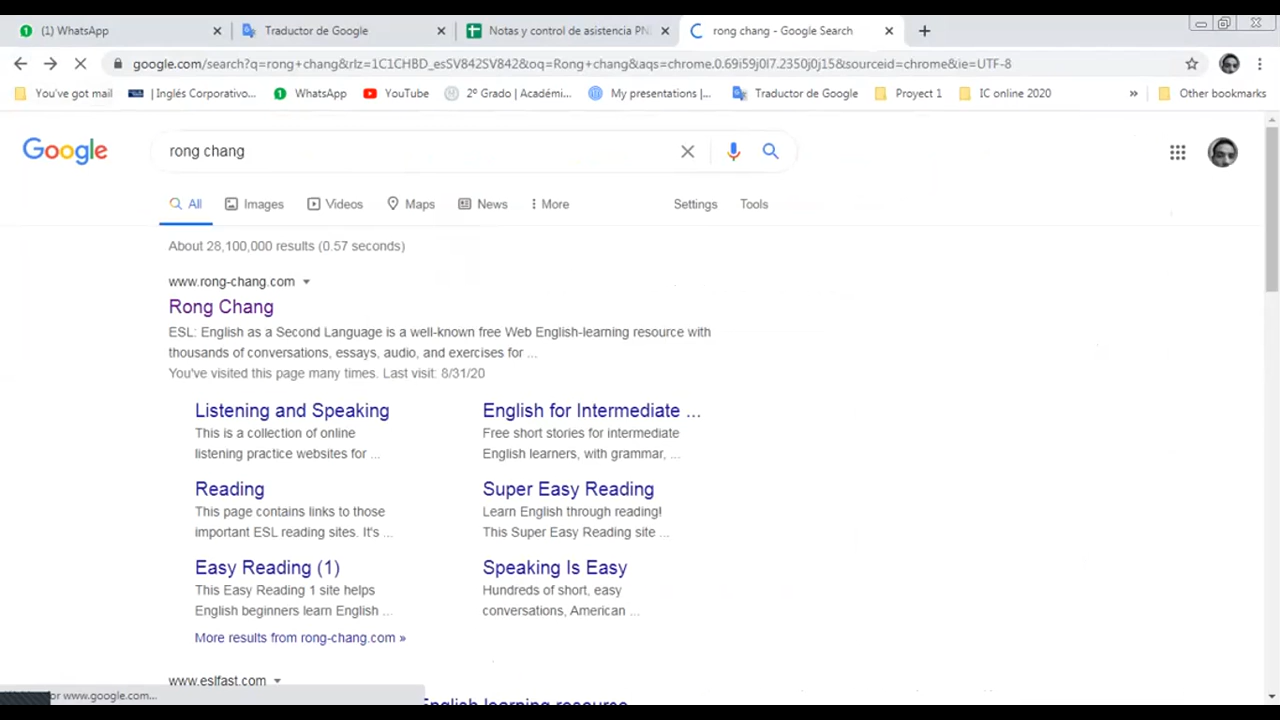 (1) WhatsApp
Traductor de Google
Notas y control de asistencia PN
rong chang - Google Search
google.com/search?q=rong+chang&rlz=1C1CHBD_esSV842SV842&oq=Rong+chang&aqs=chrome.0.69i59j0l7.2350j0j15&sourceid=chrome&ie=UTF-8
You've got mail
| Inglés Corporativo...
WhatsApp
YouTube
2º Grado | Académi...
My presentations |...
Traductor de Google
Proyect 1
IC online 2020
»
Other bookmarks
Google
rong chang
All
Images
Videos
Maps
News
More
Settings
Tools
About 28,100,000 results (0.57 seconds)
www.rong-chang.com
Rong Chang
ESL: English as a Second Language is a well-known free Web English-learning resource with
thousands of conversations, essays, audio, and exercises for ...
You've visited this page many times. Last visit: 8/31/20
Listening and Speaking
This is a collection of online
listening practice websites for ...
English for Intermediate ...
Free short stories for intermediate
English learners, with grammar, ...
Reading
This page contains links to those
important ESL reading sites. It's ...
Super Easy Reading
Learn English through reading!
This Super Easy Reading site ...
Easy Reading (1)
This Easy Reading 1 site helps
English beginners learn English ...
Speaking Is Easy
Hundreds of short, easy
conversations, American ...
More results from rong-chang.com »
www.eslfast.com
English learning resource
or www.google.com...